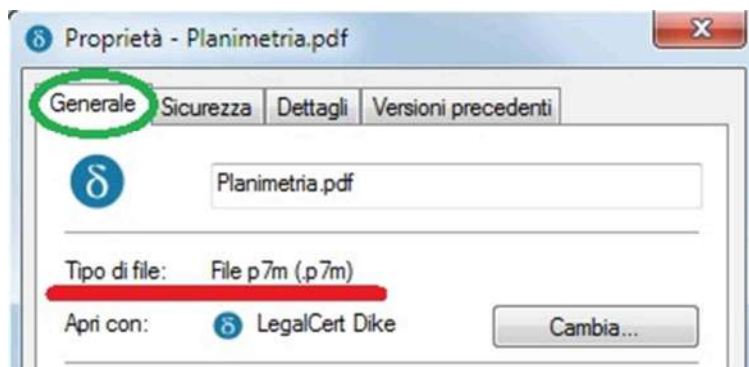 δ Proprietà - Planimetria.pdf
Generale Sicurezza Dettagli Versioni precedenti
δ Planimetria.pdf
Tipo di file: File p7m (.p7m)
Apri con: δ LegalCert Dike Cambia...